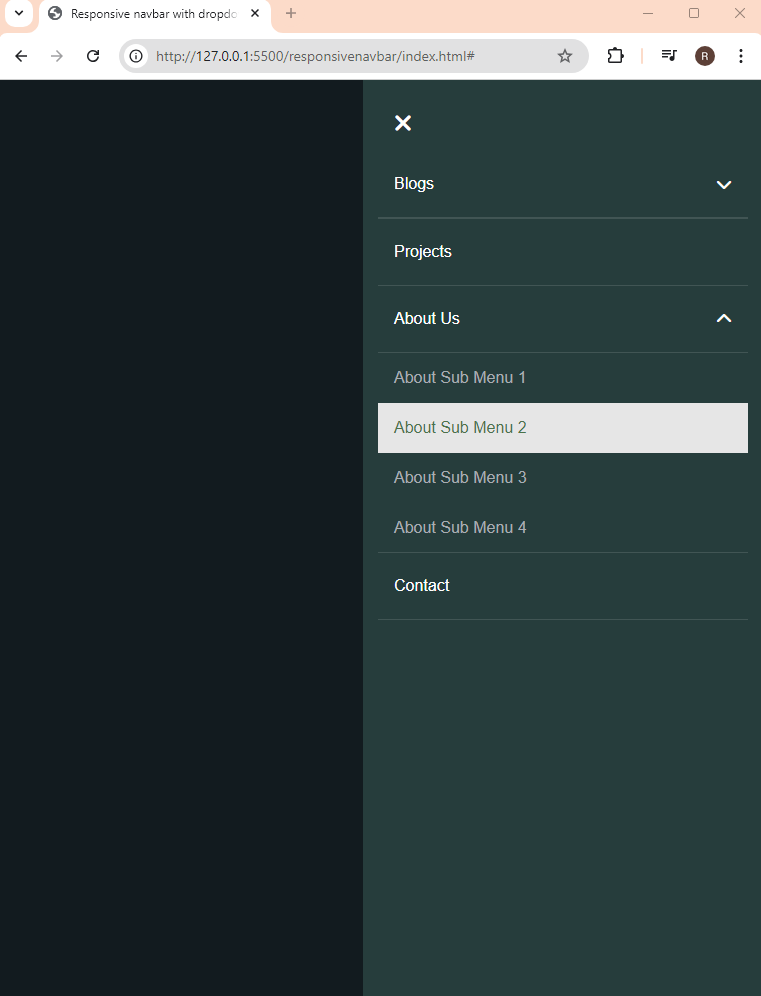 Responsive navbar with dropdo
http://127.0.0.1:5500/responsivenavbar/index.html#
R
Blogs
Projects
About Us
About Sub Menu 1
About Sub Menu 2
About Sub Menu 3
About Sub Menu 4
Contact